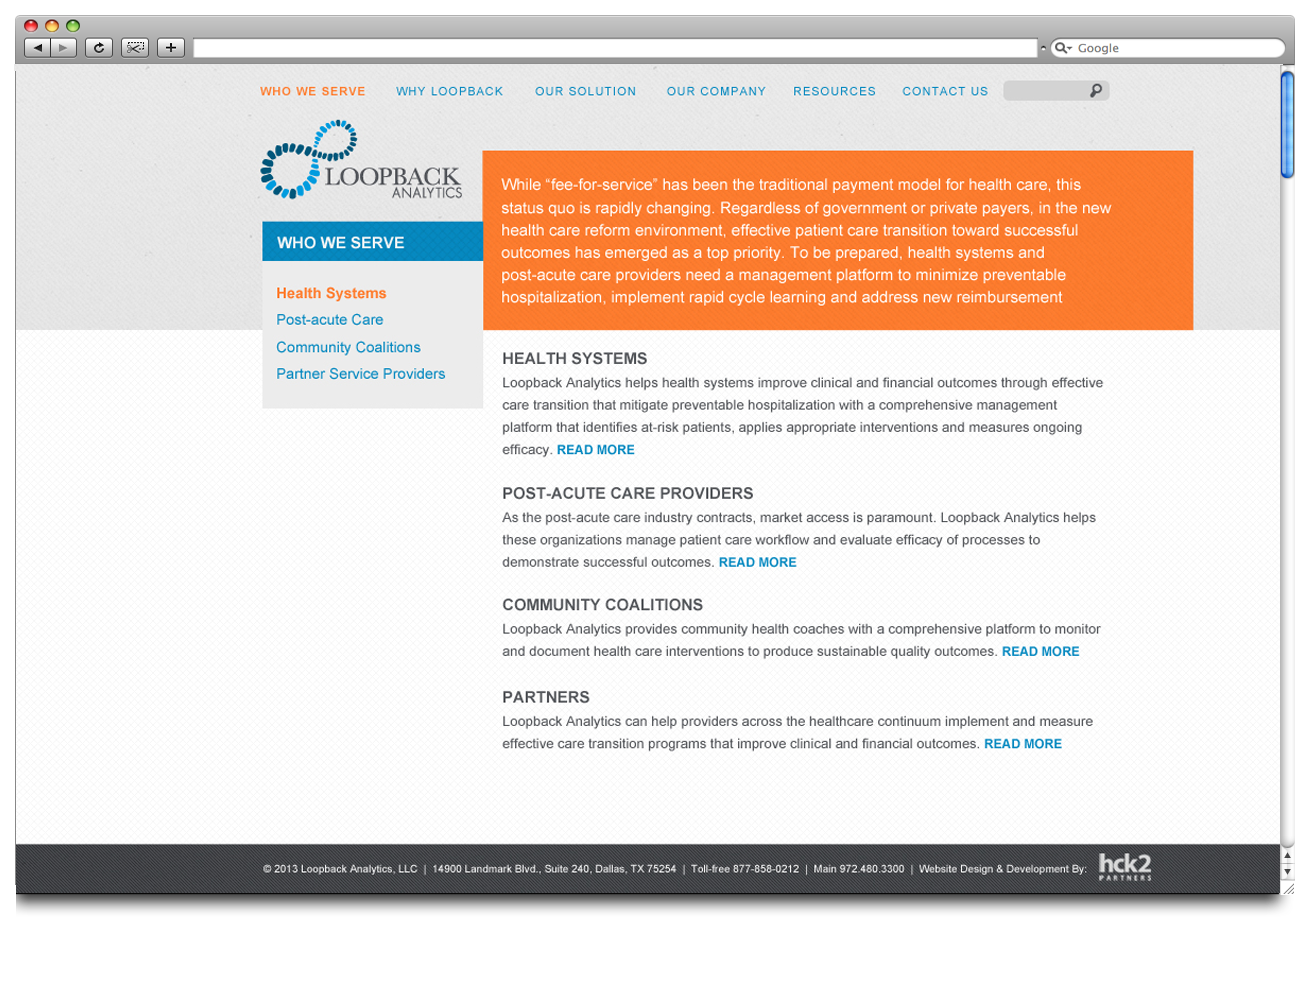 Google
WHO WE SERVE WHY LOOPBACK OUR SOLUTION OUR COMPANY RESOURCES CONTACT US
LOOPBACK
ANALYTICS
While “fee-for-service” has been the traditional payment model for health care, this
status quo is rapidly changing. Regardless of government or private payers, in the new
health care reform environment, effective patient care transition toward successful
outcomes has emerged as a top priority. To be prepared, health systems and
post-acute care providers need a management platform to minimize preventable
hospitalization, implement rapid cycle learning and address new reimbursement
WHO WE SERVE
Health Systems
Post-acute Care
Community Coalitions
Partner Service Providers
HEALTH SYSTEMS
Loopback Analytics helps health systems improve clinical and financial outcomes through effective
care transition that mitigate preventable hospitalization with a comprehensive management
platform that identifies at-risk patients, applies appropriate interventions and measures ongoing
efficacy. READ MORE
POST-ACUTE CARE PROVIDERS
As the post-acute care industry contracts, market access is paramount. Loopback Analytics helps
these organizations manage patient care workflow and evaluate efficacy of processes to
demonstrate successful outcomes. READ MORE
COMMUNITY COALITIONS
Loopback Analytics provides community health coaches with a comprehensive platform to monitor
and document health care interventions to produce sustainable quality outcomes. READ MORE
PARTNERS
Loopback Analytics can help providers across the healthcare continuum implement and measure
effective care transition programs that improve clinical and financial outcomes. READ MORE
© 2013 Loopback Analytics, LLC | 14900 Landmark Blvd., Suite 240, Dallas, TX 75254 | Toll-free 877-858-0212 | Main 972.480.3300 | Website Design & Development By: hck2
PARTNERS